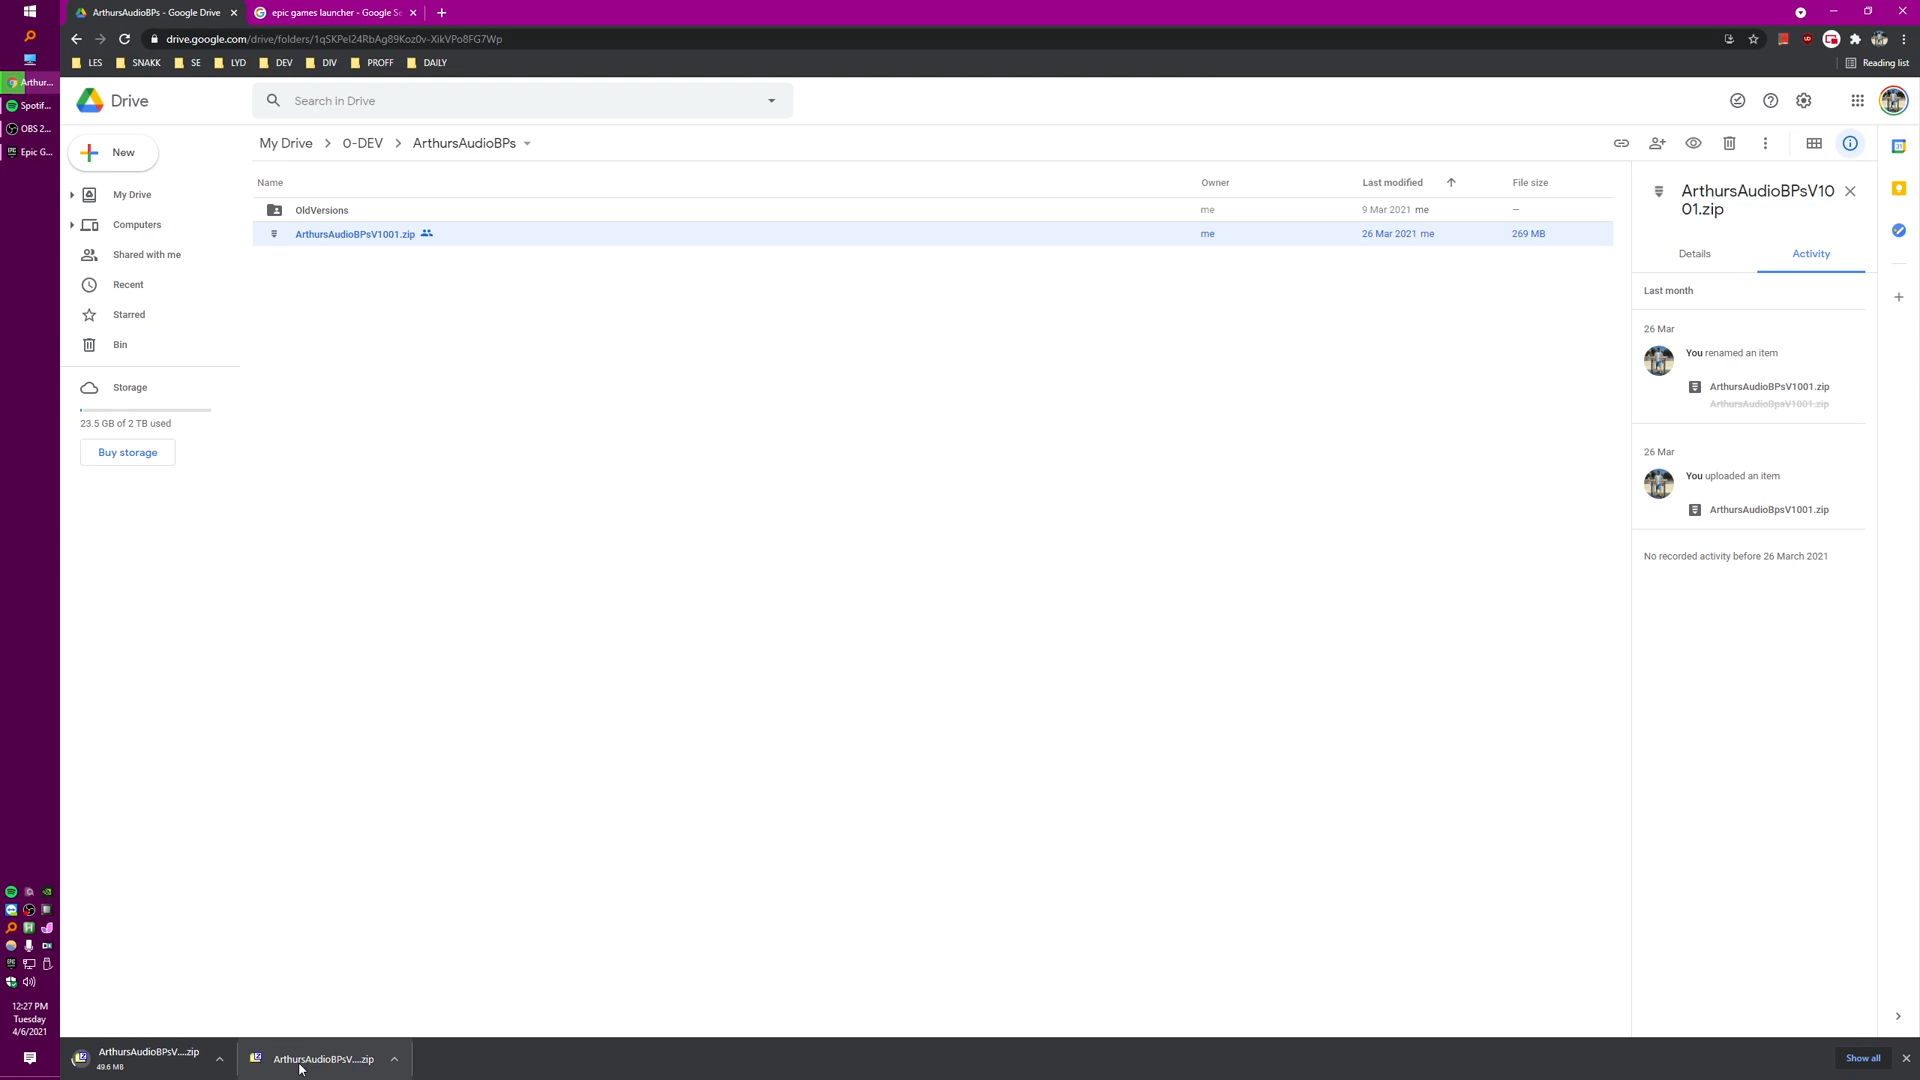 ArthursAudioBPs - Google Drive
epic games launcher - Google Se
drive.google.com/drive/folders/1qSKPel24RbAg89Koz0v-XikVPo8FG7Wp
LES
SNAKK
SE
LYD
DEV
DIV
PROFF
DAILY
Reading list
Arthur...
Spotif...
OBS 2...
Epic G...
Drive
Search in Drive
New
My Drive
Computers
Shared with me
Recent
Starred
Bin
Storage
23.5 GB of 2 TB used
Buy storage
My Drive > 0-DEV > ArthursAudioBPs
Name Owner Last modified File size
OldVersions me 9 Mar 2021 me –
ArthursAudioBPsV1001.zip me 26 Mar 2021 me 269 MB
ArthursAudioBPsV10
01.zip
Details Activity
Last month
26 Mar
You renamed an item
ArthursAudioBPsV1001.zip
ArthursAudioBpsV1001.zip
26 Mar
You uploaded an item
ArthursAudioBpsV1001.zip
No recorded activity before 26 March 2021
12:27 PM
Tuesday
4/6/2021
ArthursAudioBPsV....zip
49.6 MB
ArthursAudioBPsV....zip
Show all